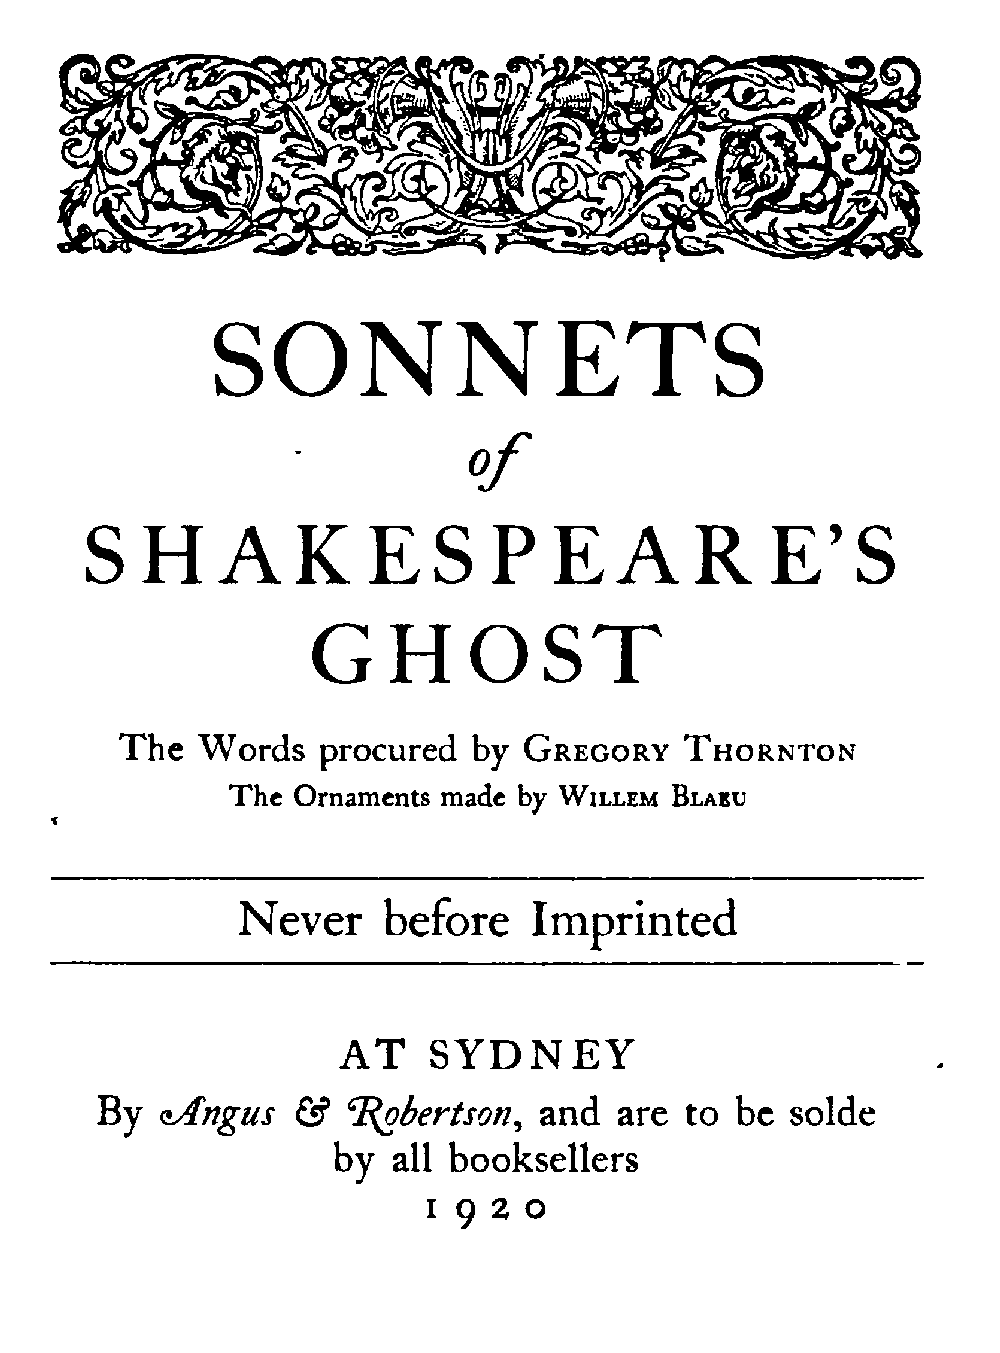 SONNETS
of
SHAKESPEARE'S
GHOST
The Words procured by GREGORY THORNTON
The Ornaments made by WILLEM BLAEU
Never before Imprinted
AT SYDNEY
By Angus & Robertson, and are to be solde
by all booksellers
1920